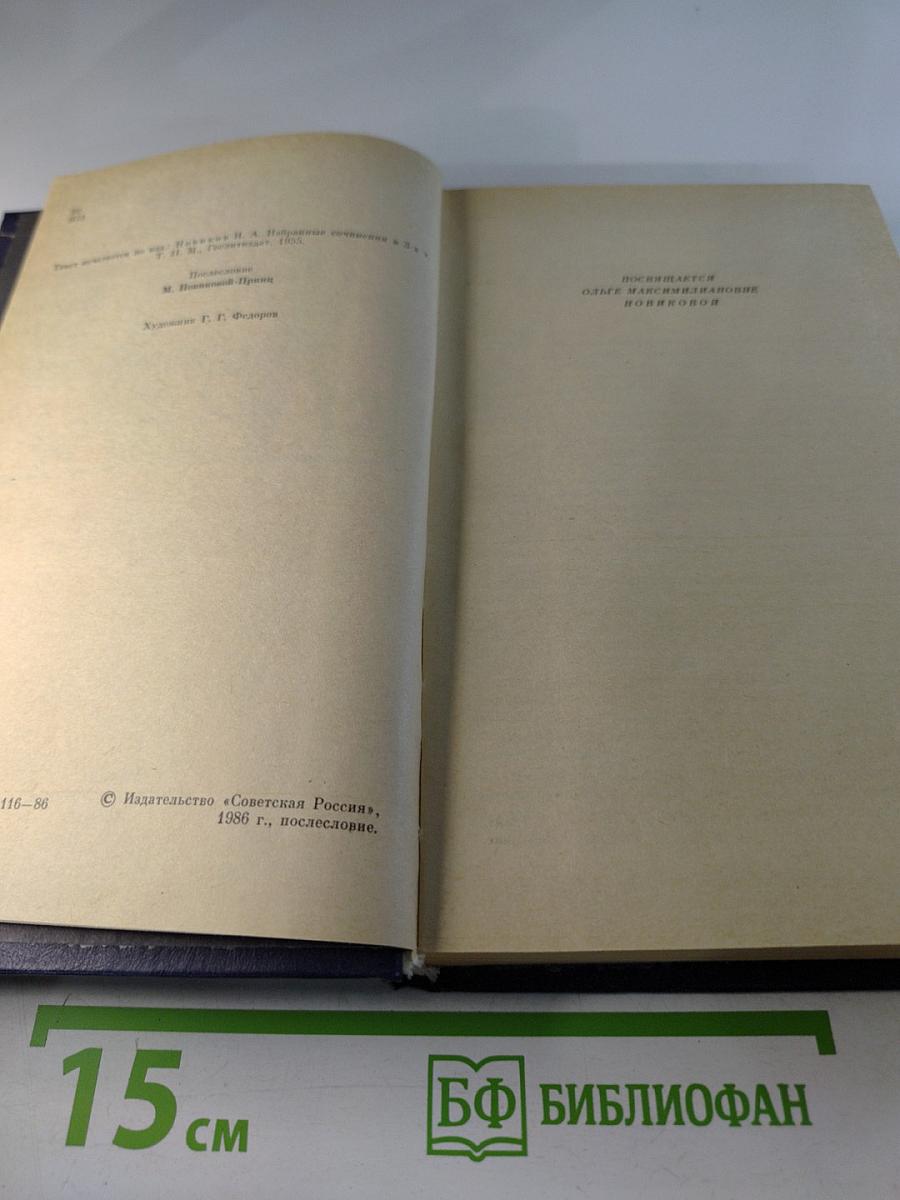 Текст печатается по изд.: Новиков И. А. Избранные сочинения в 3-х т.
Т. II. М., Гослитиздат, 1955.
Послесловие
М. Новиковой-Принц
Художник Г. Г. Федоров
116—86
© Издательство «Советская Россия»,
1986 г., послесловие.
ПОСВЯЩАЕТСЯ
ОЛЬГЕ МАКСИМИЛИАНОВНЕ
НОВИКОВОЙ
15 см
БФ БИБЛИОФАН